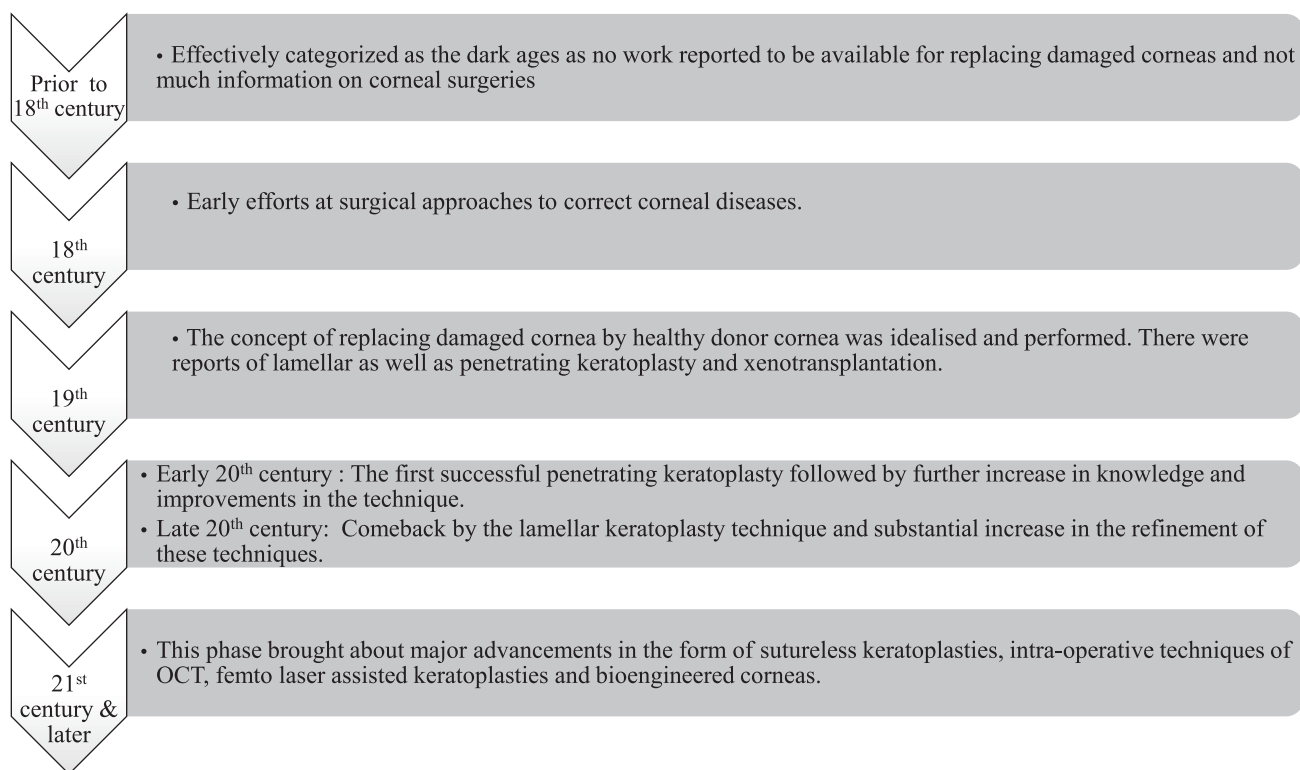 Prior to
18th century
• Effectively categorized as the dark ages as no work reported to be available for replacing damaged corneas and not
much information on corneal surgeries
18th
century
• Early efforts at surgical approaches to correct corneal diseases.
19th
century
• The concept of replacing damaged cornea by healthy donor cornea was idealised and performed. There were
reports of lamellar as well as penetrating keratoplasty and xenotransplantation.
20th
century
• Early 20th century : The first successful penetrating keratoplasty followed by further increase in knowledge and
improvements in the technique.
• Late 20th century: Comeback by the lamellar keratoplasty technique and substantial increase in the refinement of
these techniques.
21st
century &
later
• This phase brought about major advancements in the form of sutureless keratoplasties, intra-operative techniques of
OCT, femto laser assisted keratoplasties and bioengineered corneas.